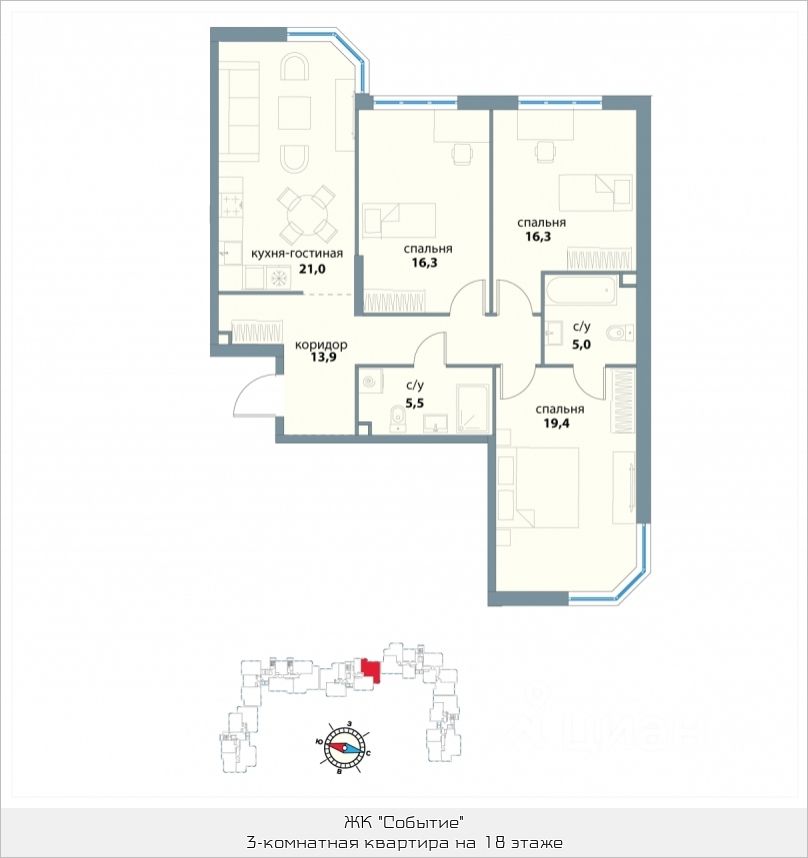 кухня-гостиная
21,0
спальня
16,3
спальня
16,3
с/у
5,0
коридор
13,9
с/у
5,5
спальня
19,4
З
Ю
С
В
циан
ЖК "Событие"
3-комнатная квартира на 18 этаже